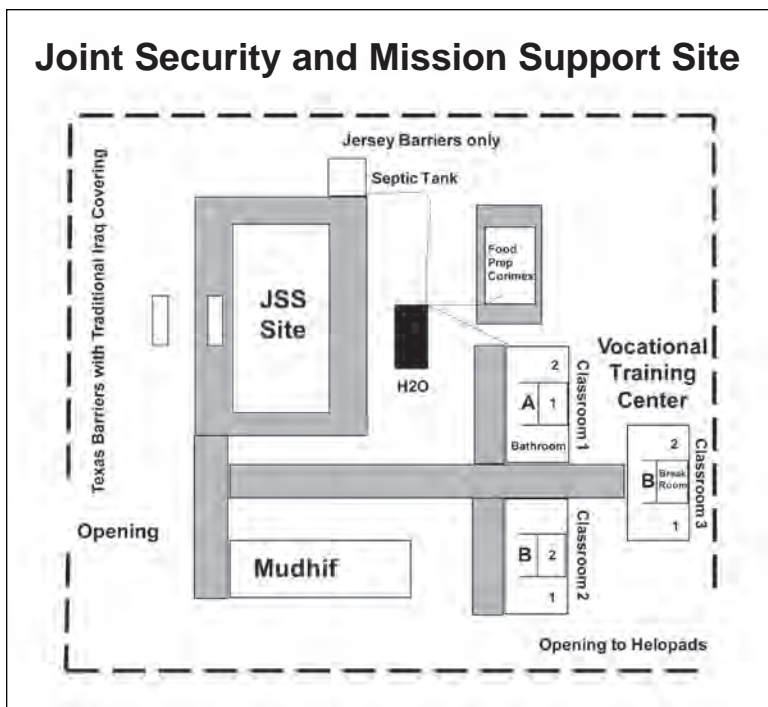 Joint Security and Mission Support Site
Jersey Barriers only
Septic Tank
Texas Barriers with Traditional Iraq Covering
JSS
Site
Food
Prep
Conmex
H2O
Vocational
Training
Center
2
A
1
Bathroom
Classroom 1
2
B
Break
Room
1
Classroom 3
Opening
Mudhif
B
2
1
Classroom 2
Opening to Helopads